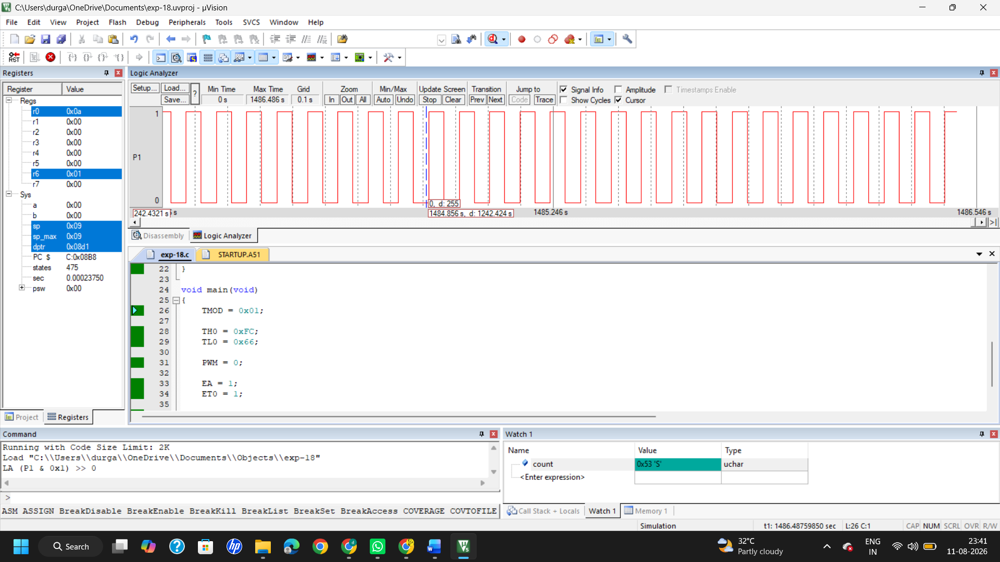 C:\Users\durga\OneDrive\Documents\exp-18.uvproj - µVision
File Edit View Project Flash Debug Peripherals Tools SVCS Window Help
RST
Registers
Register Value
Regs
r0 0x0a
r1 0x00
r2 0x00
r3 0x00
r4 0x00
r5 0x00
r6 0x01
r7 0x00
Sys
a 0x00
b 0x00
sp 0x09
sp_max 0x09
dptr 0x08d1
PC $ C:0x08B8
states 475
sec 0.00023750
psw 0x00
Project Registers
Logic Analyzer
Setup... Load... ? Min Time Max Time Grid Zoom Min/Max Update Screen Transition Jump to Signal Info Amplitude Timestamps Enable
Save... 0 s 1486.486 s 0.1 s In Out All Auto Undo Stop Clear Prev Next Code Trace Show Cycles Cursor
1
P1
0
0, d: 255
242.4321 s s 1484.856 s, d: 1242.424 s 1485.246 s 1486.546 s
Disassembly Logic Analyzer
exp-18.c STARTUP.A51
22 }
23
24 void main(void)
25 {
26 TMOD = 0x01;
27
28 TH0 = 0xFC;
29 TL0 = 0x66;
30
31 PWM = 0;
32
33 EA = 1;
34 ET0 = 1;
35
Command
Running with Code Size Limit: 2K
Load "C:\\Users\\durga\\OneDrive\\Documents\\Objects\\exp-18"
LA (P1 & 0x1) >> 0
>
ASM ASSIGN BreakDisable BreakEnable BreakKill BreakList BreakSet BreakAccess COVERAGE COVTOFILE
Watch 1
Name Value Type
count 0x53 'S' uchar
<Enter expression>
Call Stack + Locals Watch 1 Memory 1
Simulation t1: 1486.48759850 sec L:26 C:1 CAP NUM SCRL OVR R/W
Search
32°C
Partly cloudy
ENG
IN
23:41
11-08-2026